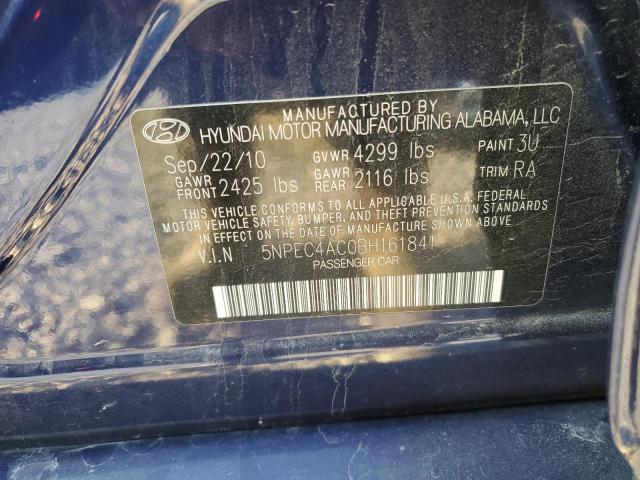 MANUFACTURED BY
HYUNDAI MOTOR MANUFACTURING ALABAMA, LLC
Sep/22/10 GVWR 4299 lbs PAINT 3U
GAWR FRONT 2425 lbs GAWR REAR 2116 lbs TRIM RA
THIS VEHICLE CONFORMS TO ALL APPLICABLE U.S.A. FEDERAL
MOTOR VEHICLE SAFETY, BUMPER, AND THEFT PREVENTION
STANDARDS IN EFFECT ON THE DATE OF MANUFACTURE SHOWN ABOVE.
V.I.N 5NPEC4AC0BH161841
PASSENGER CAR